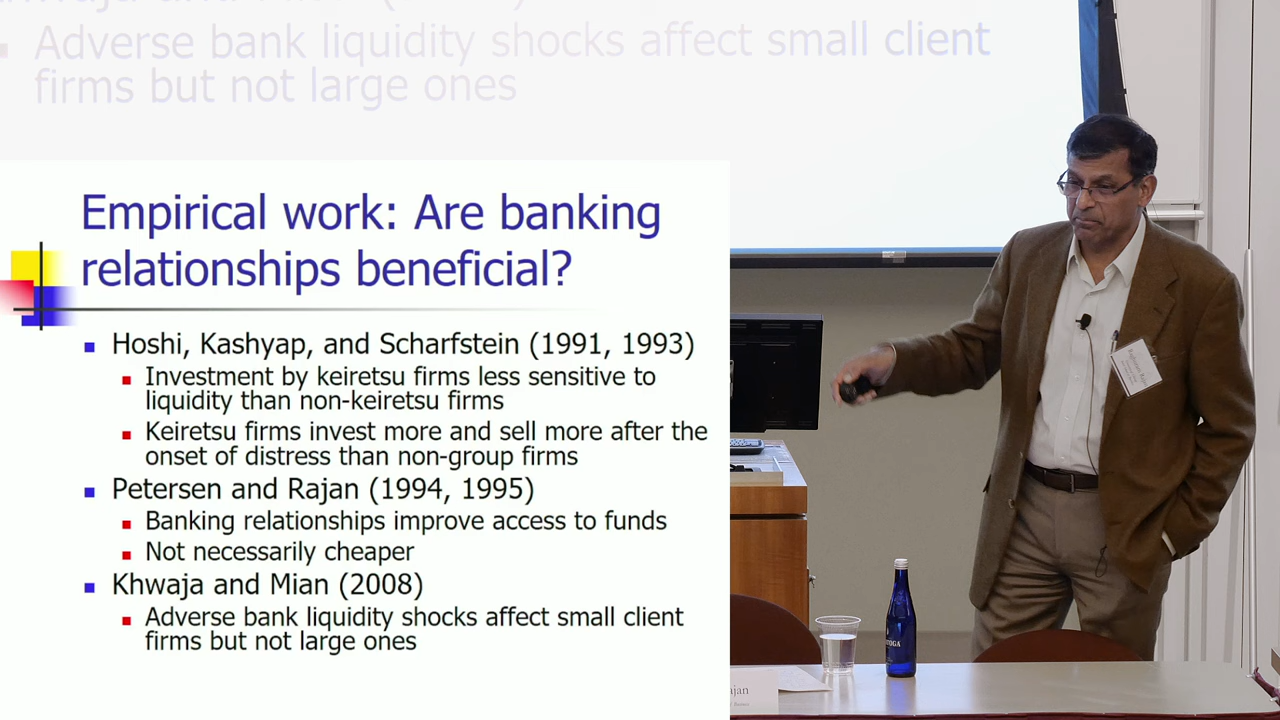 Adverse bank liquidity shocks affect small client
firms but not large ones
Empirical work: Are banking
relationships beneficial?
Hoshi, Kashyap, and Scharfstein (1991, 1993)
Investment by keiretsu firms less sensitive to
liquidity than non-keiretsu firms
Keiretsu firms invest more and sell more after the
onset of distress than non-group firms
Petersen and Rajan (1994, 1995)
Banking relationships improve access to funds
Not necessarily cheaper
Khwaja and Mian (2008)
Adverse bank liquidity shocks affect small client
firms but not large ones